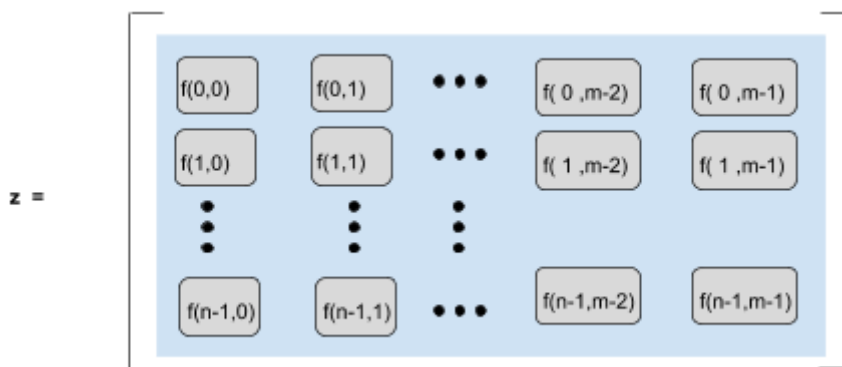 f(0,0) f(0,1) ••• f( 0 ,m-2) f( 0 ,m-1)
f(1,0) f(1,1) ••• f( 1 ,m-2) f( 1 ,m-1)
z =
f(n-1,0) f(n-1,1) ••• f(n-1,m-2) f(n-1,m-1)